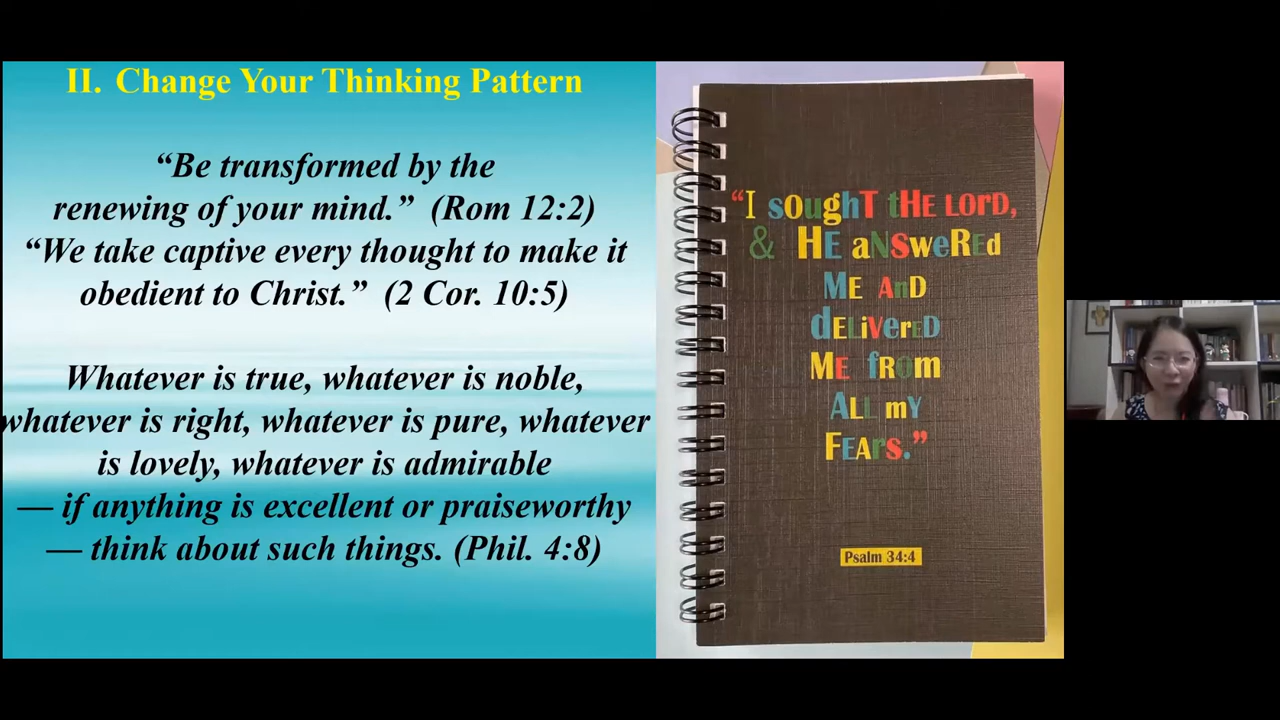 II. Change Your Thinking Pattern
“Be transformed by the
renewing of your mind.” (Rom 12:2)
“We take captive every thought to make it
obedient to Christ.” (2 Cor. 10:5)
Whatever is true, whatever is noble,
whatever is right, whatever is pure, whatever
is lovely, whatever is admirable
— if anything is excellent or praiseworthy
— think about such things. (Phil. 4:8)
“I sOughT tHE LOrD,
& HE aNSweREd
ME AnD
dELiVerED
ME frOm
ALL mY
FEArs.”
Psalm 34:4